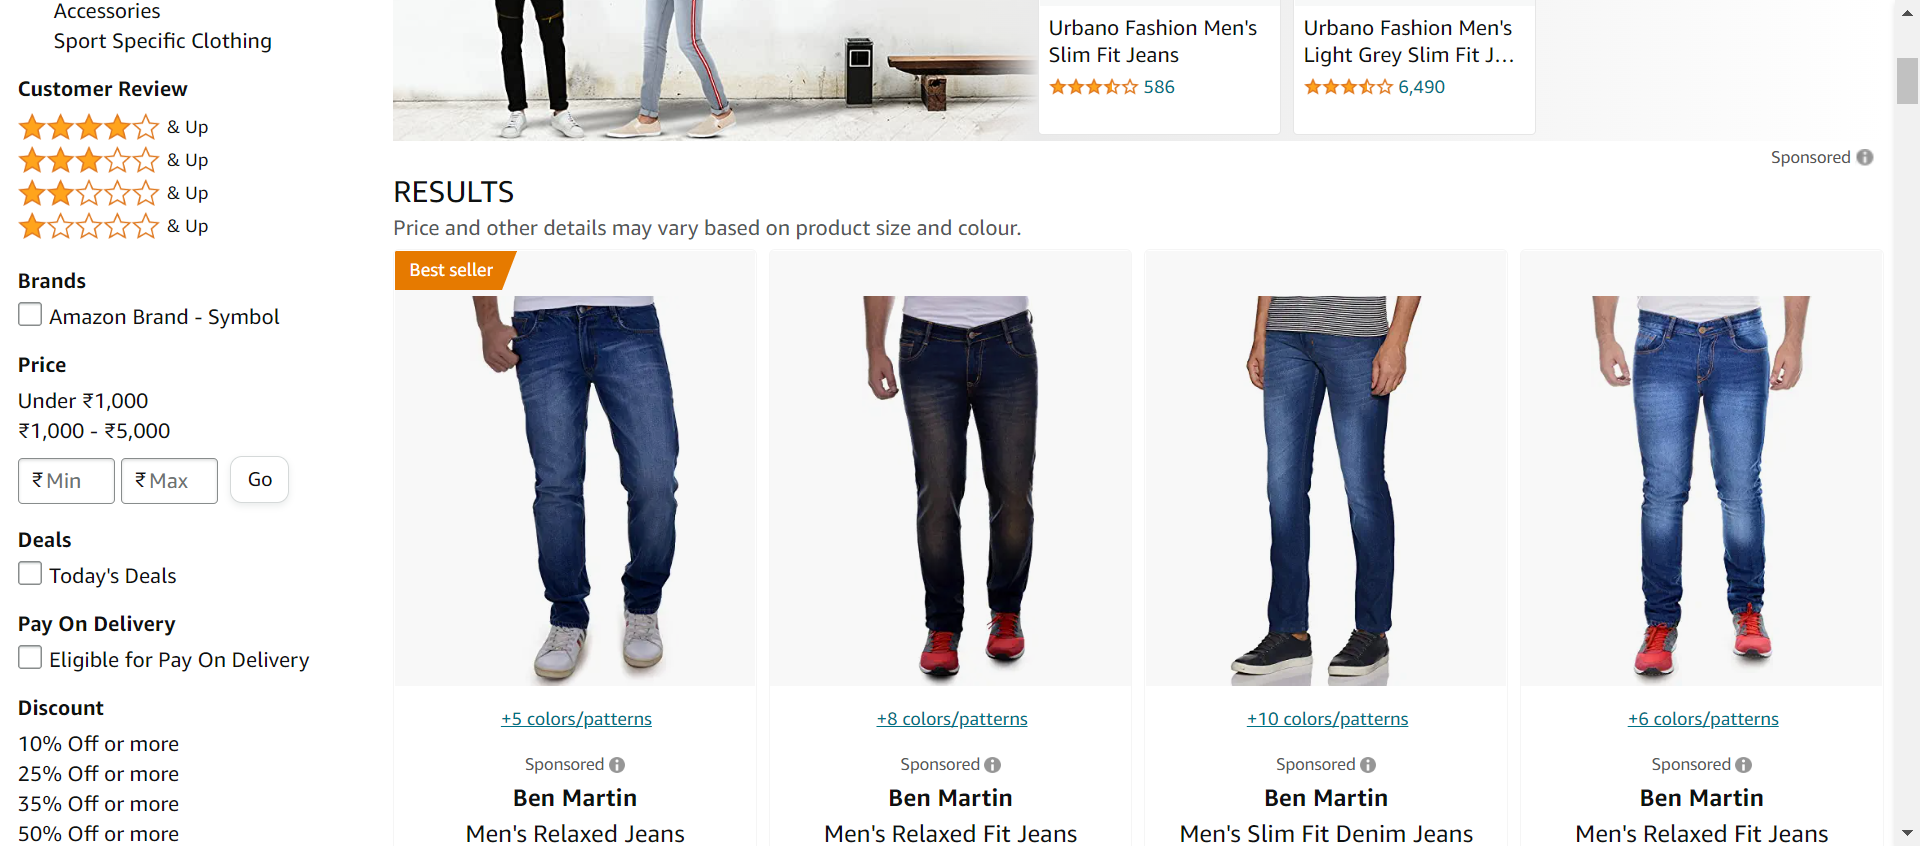 Accessories
Sport Specific Clothing
Customer Review
& Up
& Up
& Up
& Up
Brands
Amazon Brand - Symbol
Price
Under ₹1,000
₹1,000 - ₹5,000
₹ Min ₹ Max Go
Deals
Today's Deals
Pay On Delivery
Eligible for Pay On Delivery
Discount
10% Off or more
25% Off or more
35% Off or more
50% Off or more
Urbano Fashion Men's
Slim Fit Jeans
586
Urbano Fashion Men's
Light Grey Slim Fit J...
6,490
Sponsored
RESULTS
Price and other details may vary based on product size and colour.
Best seller
+5 colors/patterns
Sponsored
Ben Martin
Men's Relaxed Jeans
+8 colors/patterns
Sponsored
Ben Martin
Men's Relaxed Fit Jeans
+10 colors/patterns
Sponsored
Ben Martin
Men's Slim Fit Denim Jeans
+6 colors/patterns
Sponsored
Ben Martin
Men's Relaxed Fit Jeans